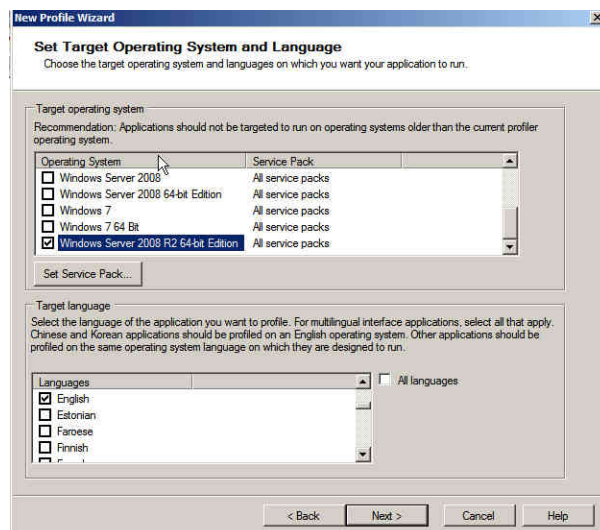 New Profile Wizard
Set Target Operating System and Language
Choose the target operating system and languages on which you want your application to run.
Target operating system
Recommendation: Applications should not be targeted to run on operating systems older than the current profiler
operating system.
Operating System Service Pack
Windows Server 2008 All service packs
Windows Server 2008 64-bit Edition All service packs
Windows 7 All service packs
Windows 7 64 Bit All service packs
Windows Server 2008 R2 64-bit Edition All service packs
Set Service Pack...
Target language
Select the language of the application you want to profile. For multilingual interface applications, select all that apply.
Chinese and Korean applications should be profiled on an English operating system. Other applications should be
profiled on the same operating system language on which they are designed to run.
Languages All languages
English
Estonian
Faroese
Finnish
< Back Next > Cancel Help